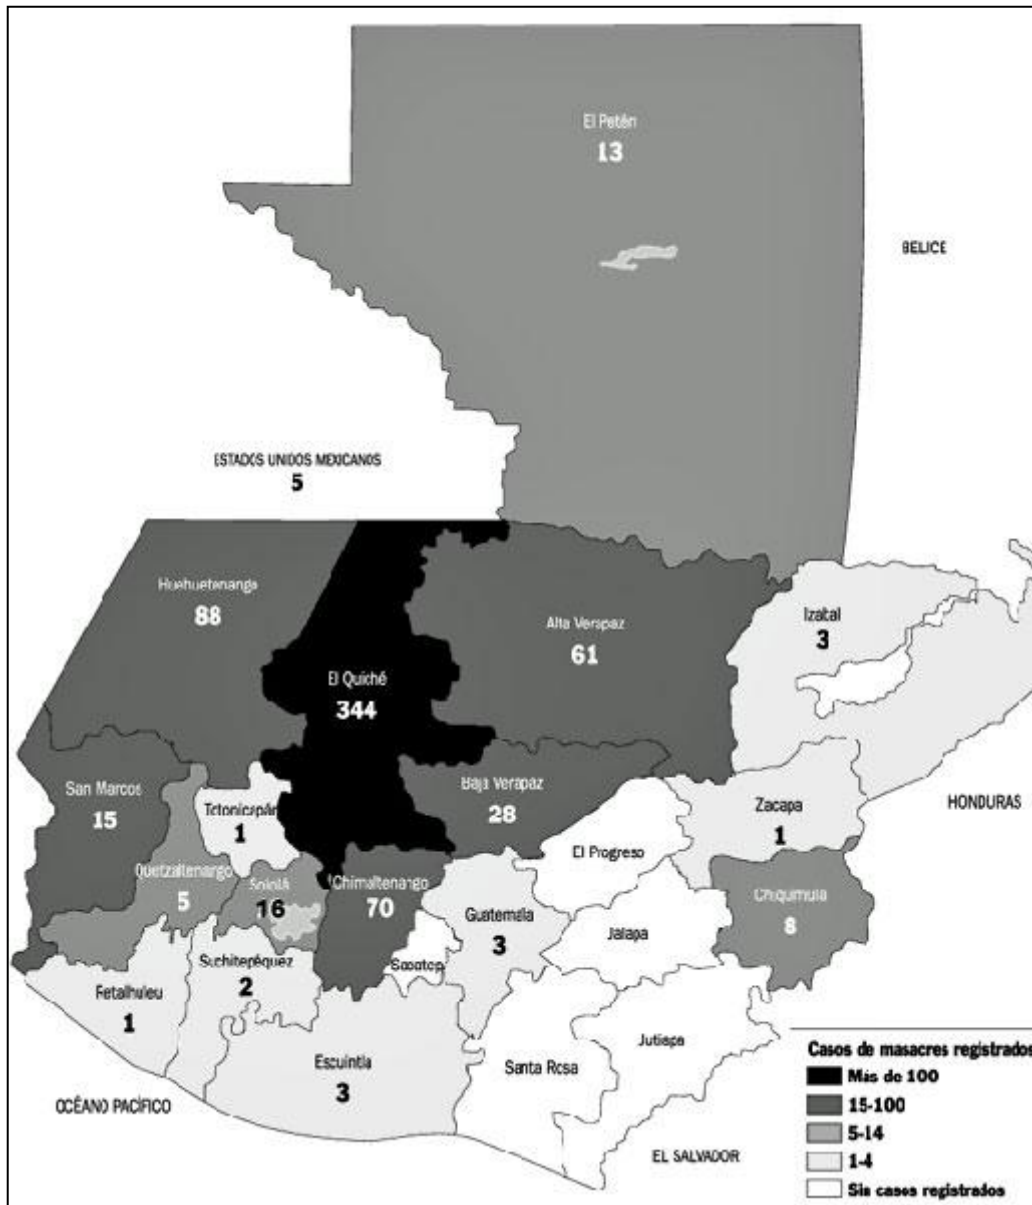 El Petén
13
BELICE
ESTADOS UNIDOS MEXICANOS
5
Huehuetenango
88
Alta Verapaz
61
Izabal
3
El Quiché
344
San Marcos
15
Totonicapán
1
Baja Verapaz
28
Zacapa
1
HONDURAS
El Progreso
Quetzaltenango
5
Sololá
16
Chimaltenango
70
Guatemala
3
Jalapa
Chiquimula
8
Suchitepéquez
2
Retalhuleu
1
Escuintla
3
Santa Rosa
Jutiapa
OCÉANO PACÍFICO
EL SALVADOR
Casos de masacres registrados
Más de 100
15-100
5-14
1-4
Sin casos registrados